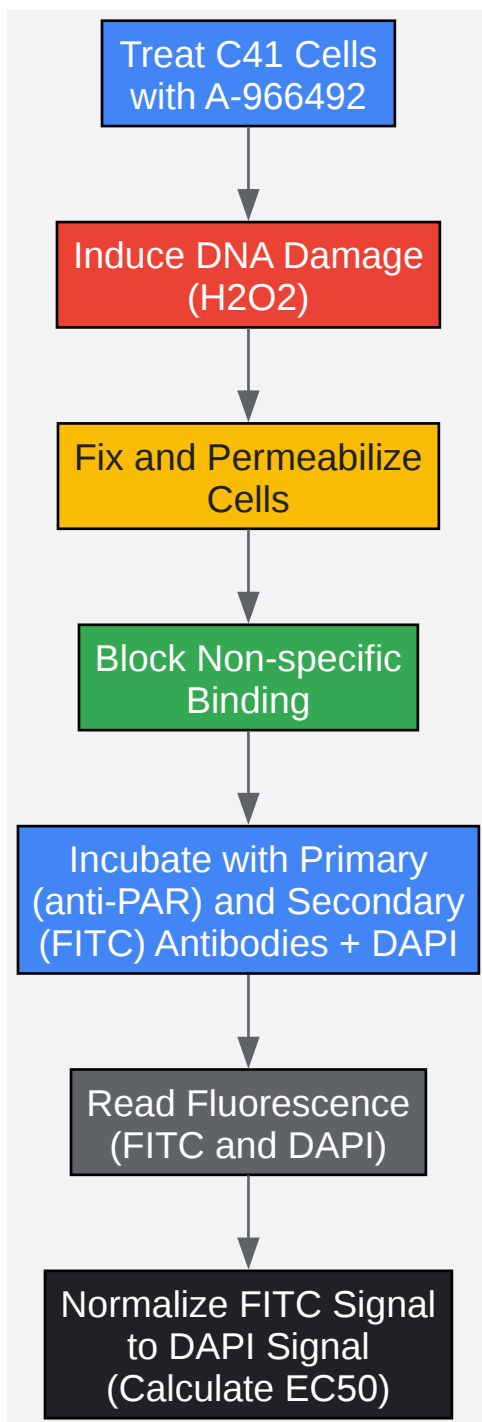 Treat C41 Cells
with A-966492
Induce DNA Damage
(H2O2)
Fix and Permeabilize
Cells
Block Non-specific
Binding
Incubate with Primary
(anti-PAR) and Secondary
(FITC) Antibodies + DAPI
Read Fluorescence
(FITC and DAPI)
Normalize FITC Signal
to DAPI Signal
(Calculate EC50)